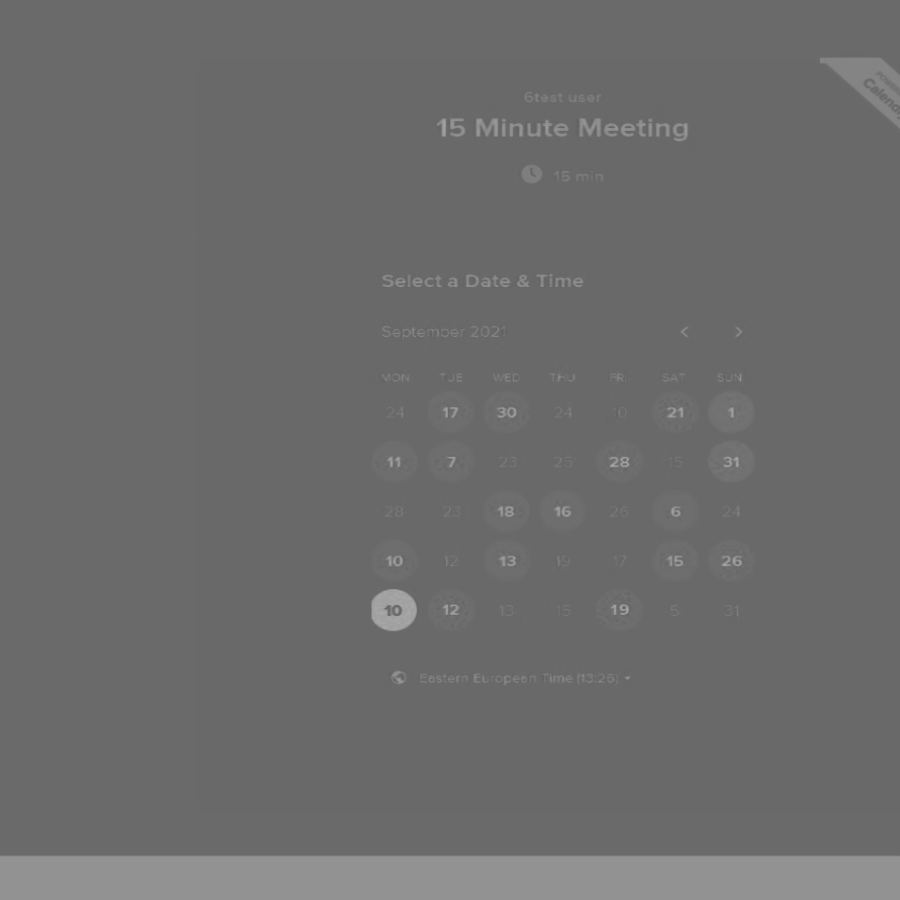 6test user
15 Minute Meeting
15 min
Select a Date & Time
September 2021
MON TUE WED THU FRI SAT SUN
24 17 30 24 10 21 1
11 7 23 25 28 15 31
28 23 18 16 26 6 24
10 12 13 19 17 15 26
10 12 13 15 19 5 31
Eastern European Time (13:26)